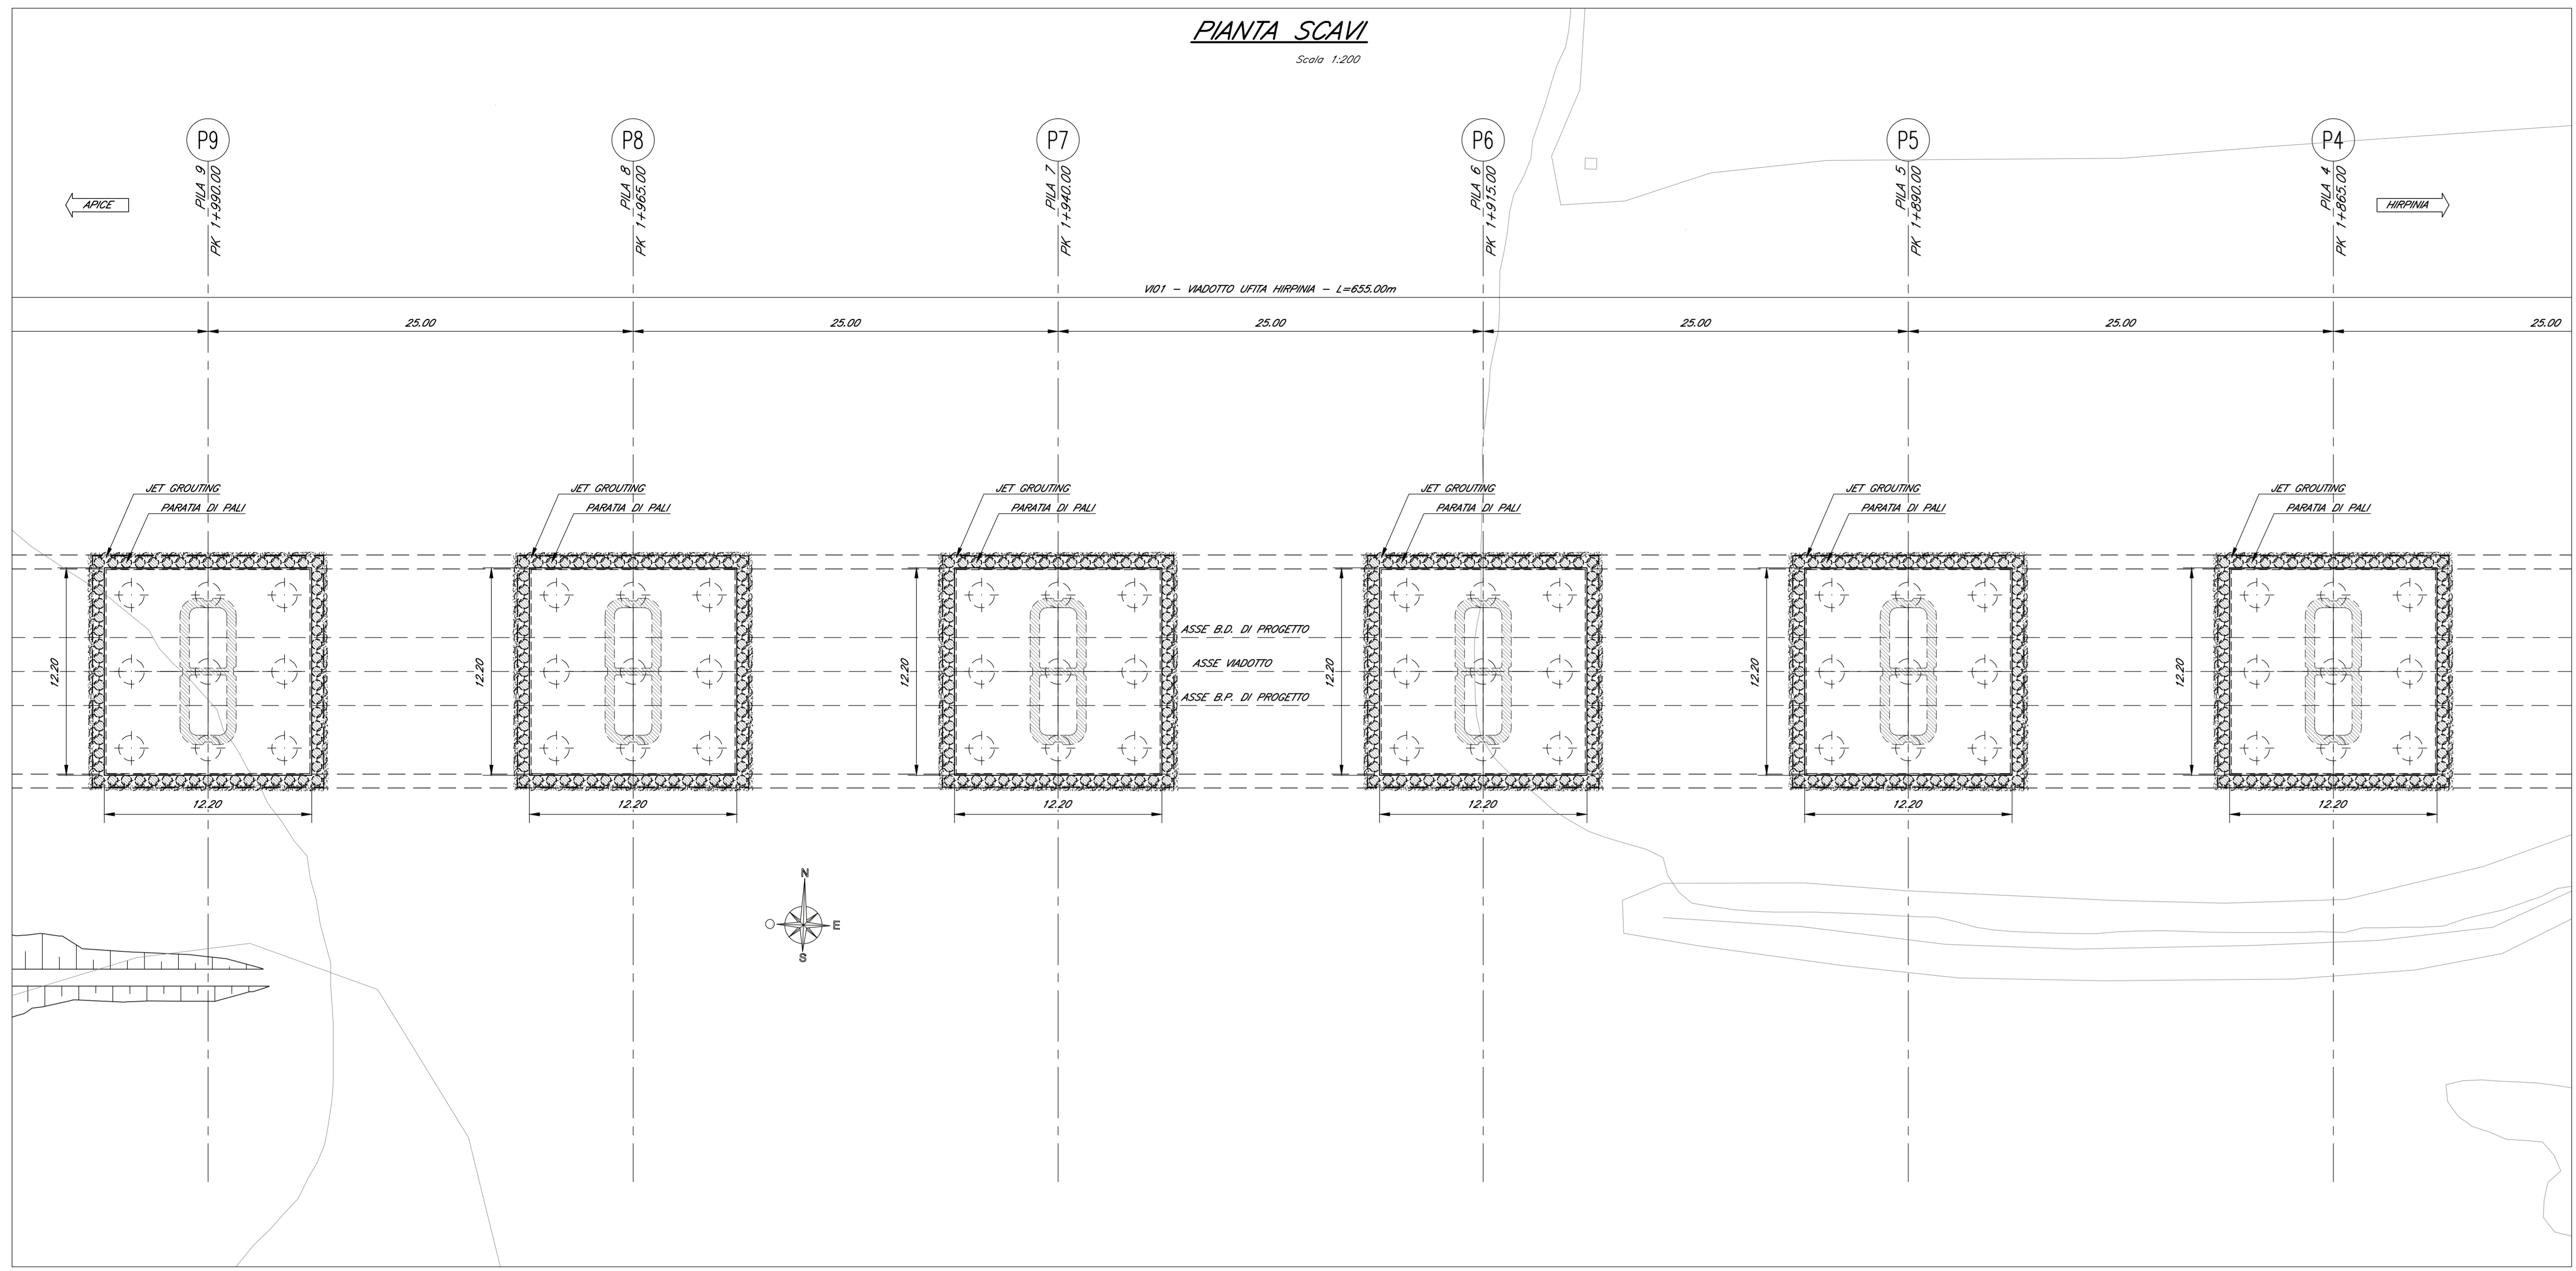 PIANTA SCAVI
Scala 1:200
P9
P8
P7
P6
P5
P4
PILA 9
PK 1+990.00
PILA 8
PK 1+965.00
PILA 7
PK 1+940.00
PILA 6
PK 1+915.00
PILA 5
PK 1+890.00
PILA 4
PK 1+865.00
APICE
HIRPINIA
VI01 - VIADOTTO UFITA HIRPINIA - L=655.00m
25.00
25.00
25.00
25.00
25.00
25.00
JET GROUTING
PARATIA DI PALI
JET GROUTING
PARATIA DI PALI
JET GROUTING
PARATIA DI PALI
JET GROUTING
PARATIA DI PALI
JET GROUTING
PARATIA DI PALI
JET GROUTING
PARATIA DI PALI
ASSE B.D. DI PROGETTO
ASSE VIADOTTO
ASSE B.P. DI PROGETTO
12.20
12.20
12.20
12.20
12.20
12.20
12.20
12.20
12.20
12.20
12.20
12.20
N
O
E
S